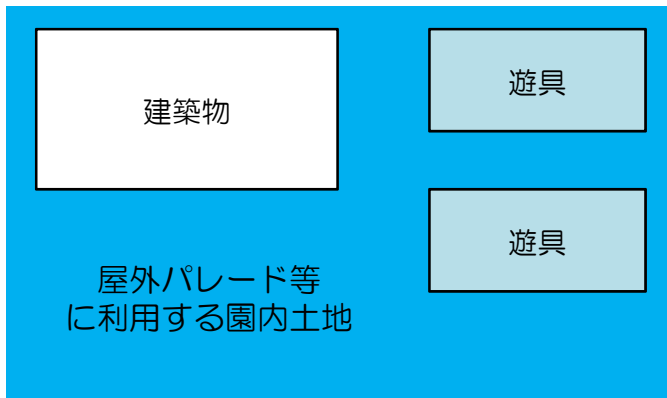 建築物
遊具
遊具
屋外パレード等
に利用する園内土地